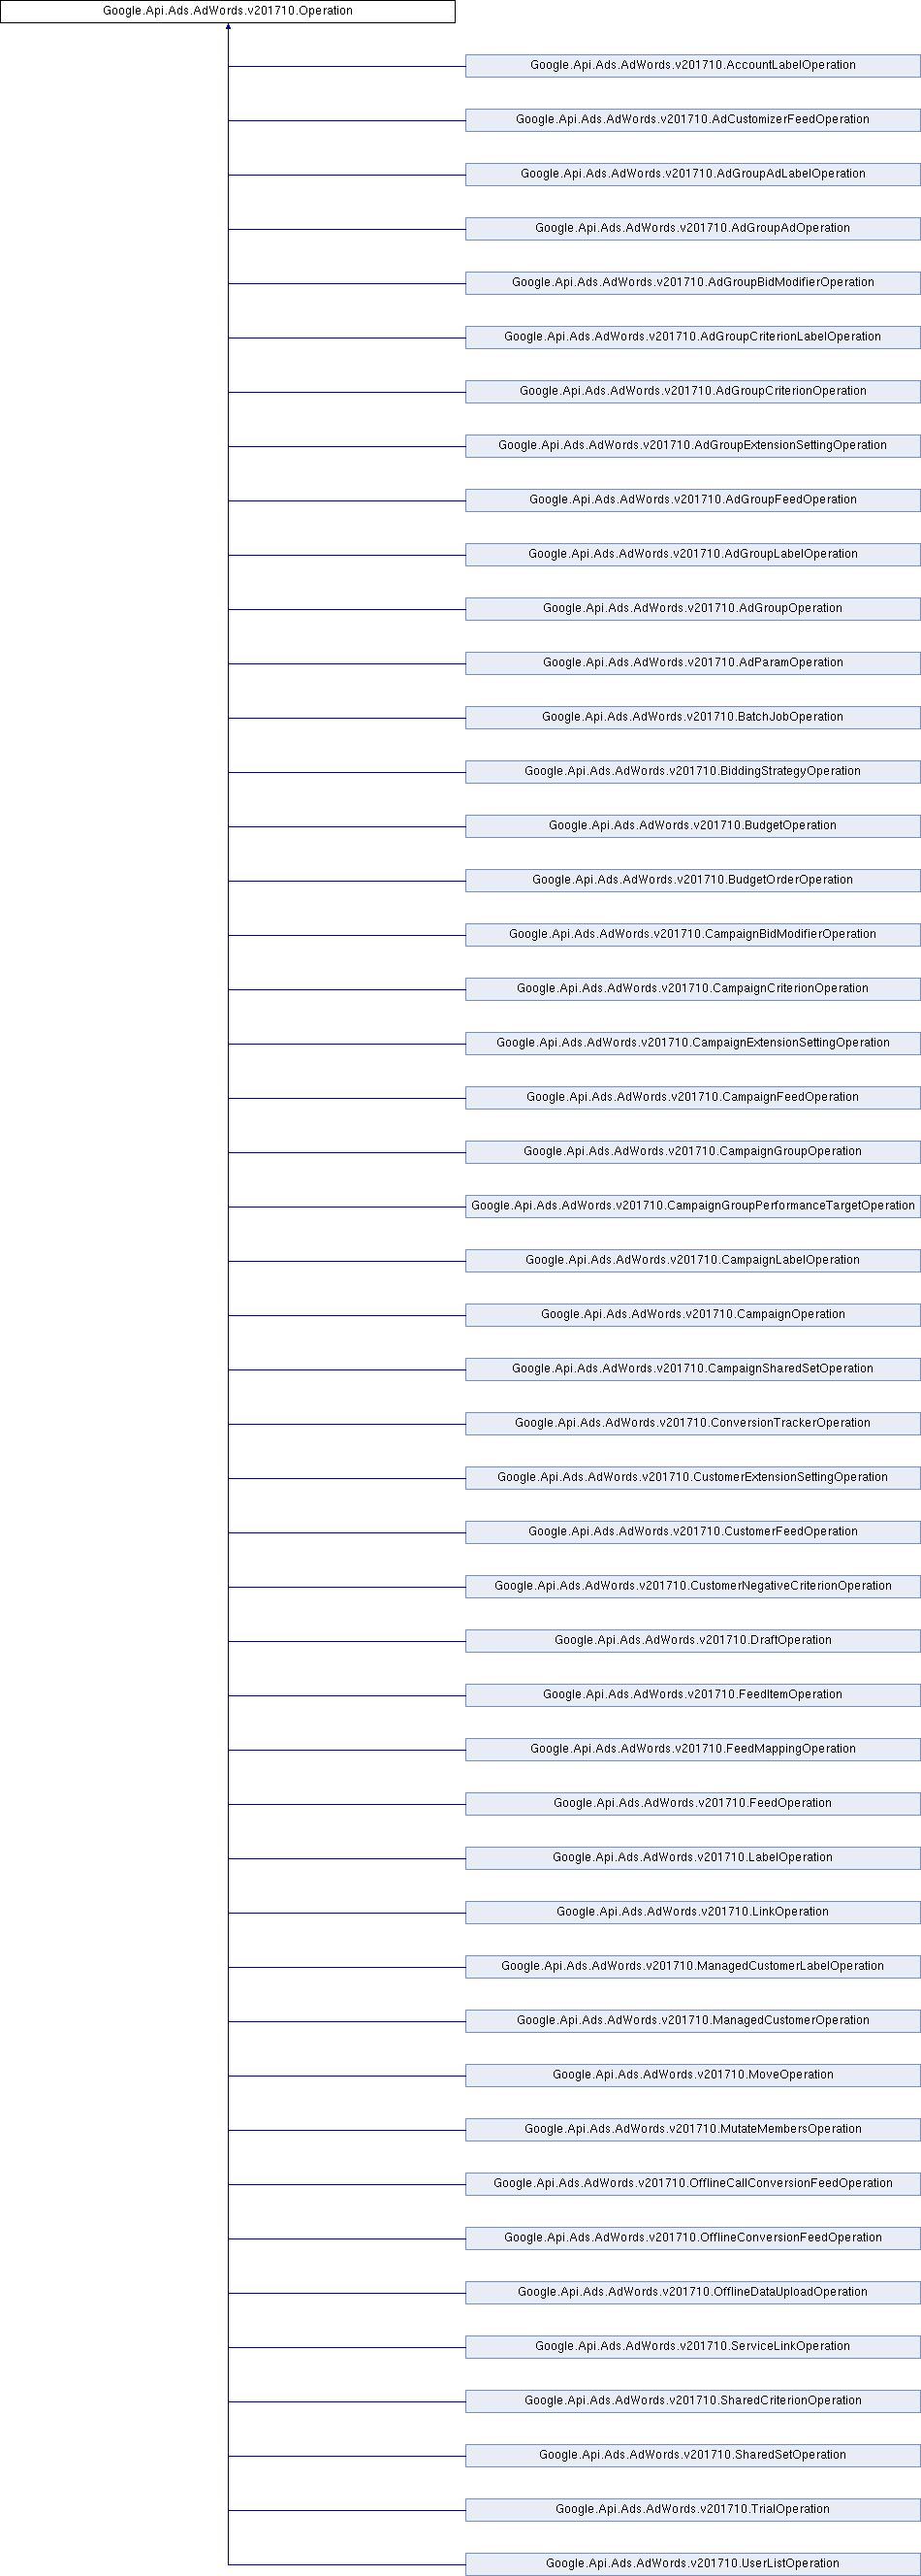 Google.Api.Ads.AdWords.v201710.Operation
Google.Api.Ads.AdWords.v201710.AccountLabelOperation
Google.Api.Ads.AdWords.v201710.AdCustomizerFeedOperation
Google.Api.Ads.AdWords.v201710.AdGroupAdLabelOperation
Google.Api.Ads.AdWords.v201710.AdGroupAdOperation
Google.Api.Ads.AdWords.v201710.AdGroupBidModifierOperation
Google.Api.Ads.AdWords.v201710.AdGroupCriterionLabelOperation
Google.Api.Ads.AdWords.v201710.AdGroupCriterionOperation
Google.Api.Ads.AdWords.v201710.AdGroupExtensionSettingOperation
Google.Api.Ads.AdWords.v201710.AdGroupFeedOperation
Google.Api.Ads.AdWords.v201710.AdGroupLabelOperation
Google.Api.Ads.AdWords.v201710.AdGroupOperation
Google.Api.Ads.AdWords.v201710.AdParamOperation
Google.Api.Ads.AdWords.v201710.BatchJobOperation
Google.Api.Ads.AdWords.v201710.BiddingStrategyOperation
Google.Api.Ads.AdWords.v201710.BudgetOperation
Google.Api.Ads.AdWords.v201710.BudgetOrderOperation
Google.Api.Ads.AdWords.v201710.CampaignBidModifierOperation
Google.Api.Ads.AdWords.v201710.CampaignCriterionOperation
Google.Api.Ads.AdWords.v201710.CampaignExtensionSettingOperation
Google.Api.Ads.AdWords.v201710.CampaignFeedOperation
Google.Api.Ads.AdWords.v201710.CampaignGroupOperation
Google.Api.Ads.AdWords.v201710.CampaignGroupPerformanceTargetOperation
Google.Api.Ads.AdWords.v201710.CampaignLabelOperation
Google.Api.Ads.AdWords.v201710.CampaignOperation
Google.Api.Ads.AdWords.v201710.CampaignSharedSetOperation
Google.Api.Ads.AdWords.v201710.ConversionTrackerOperation
Google.Api.Ads.AdWords.v201710.CustomerExtensionSettingOperation
Google.Api.Ads.AdWords.v201710.CustomerFeedOperation
Google.Api.Ads.AdWords.v201710.CustomerNegativeCriterionOperation
Google.Api.Ads.AdWords.v201710.DraftOperation
Google.Api.Ads.AdWords.v201710.FeedItemOperation
Google.Api.Ads.AdWords.v201710.FeedMappingOperation
Google.Api.Ads.AdWords.v201710.FeedOperation
Google.Api.Ads.AdWords.v201710.LabelOperation
Google.Api.Ads.AdWords.v201710.LinkOperation
Google.Api.Ads.AdWords.v201710.ManagedCustomerLabelOperation
Google.Api.Ads.AdWords.v201710.ManagedCustomerOperation
Google.Api.Ads.AdWords.v201710.MoveOperation
Google.Api.Ads.AdWords.v201710.MutateMembersOperation
Google.Api.Ads.AdWords.v201710.OfflineCallConversionFeedOperation
Google.Api.Ads.AdWords.v201710.OfflineConversionFeedOperation
Google.Api.Ads.AdWords.v201710.OfflineDataUploadOperation
Google.Api.Ads.AdWords.v201710.ServiceLinkOperation
Google.Api.Ads.AdWords.v201710.SharedCriterionOperation
Google.Api.Ads.AdWords.v201710.SharedSetOperation
Google.Api.Ads.AdWords.v201710.TrialOperation
Google.Api.Ads.AdWords.v201710.UserListOperation